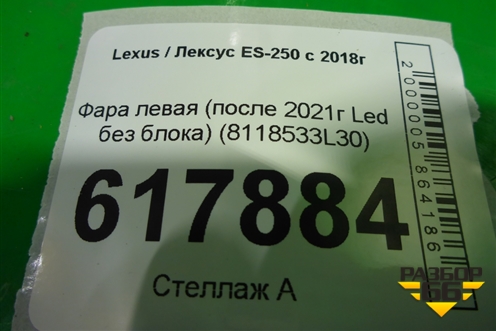 Lexus / Лексус ES-250 с 2018г
Фара левая (после 2021г Led
без блока) (8118533L30)
617884
Стеллаж А
2000005864186
РАЗБОР
66